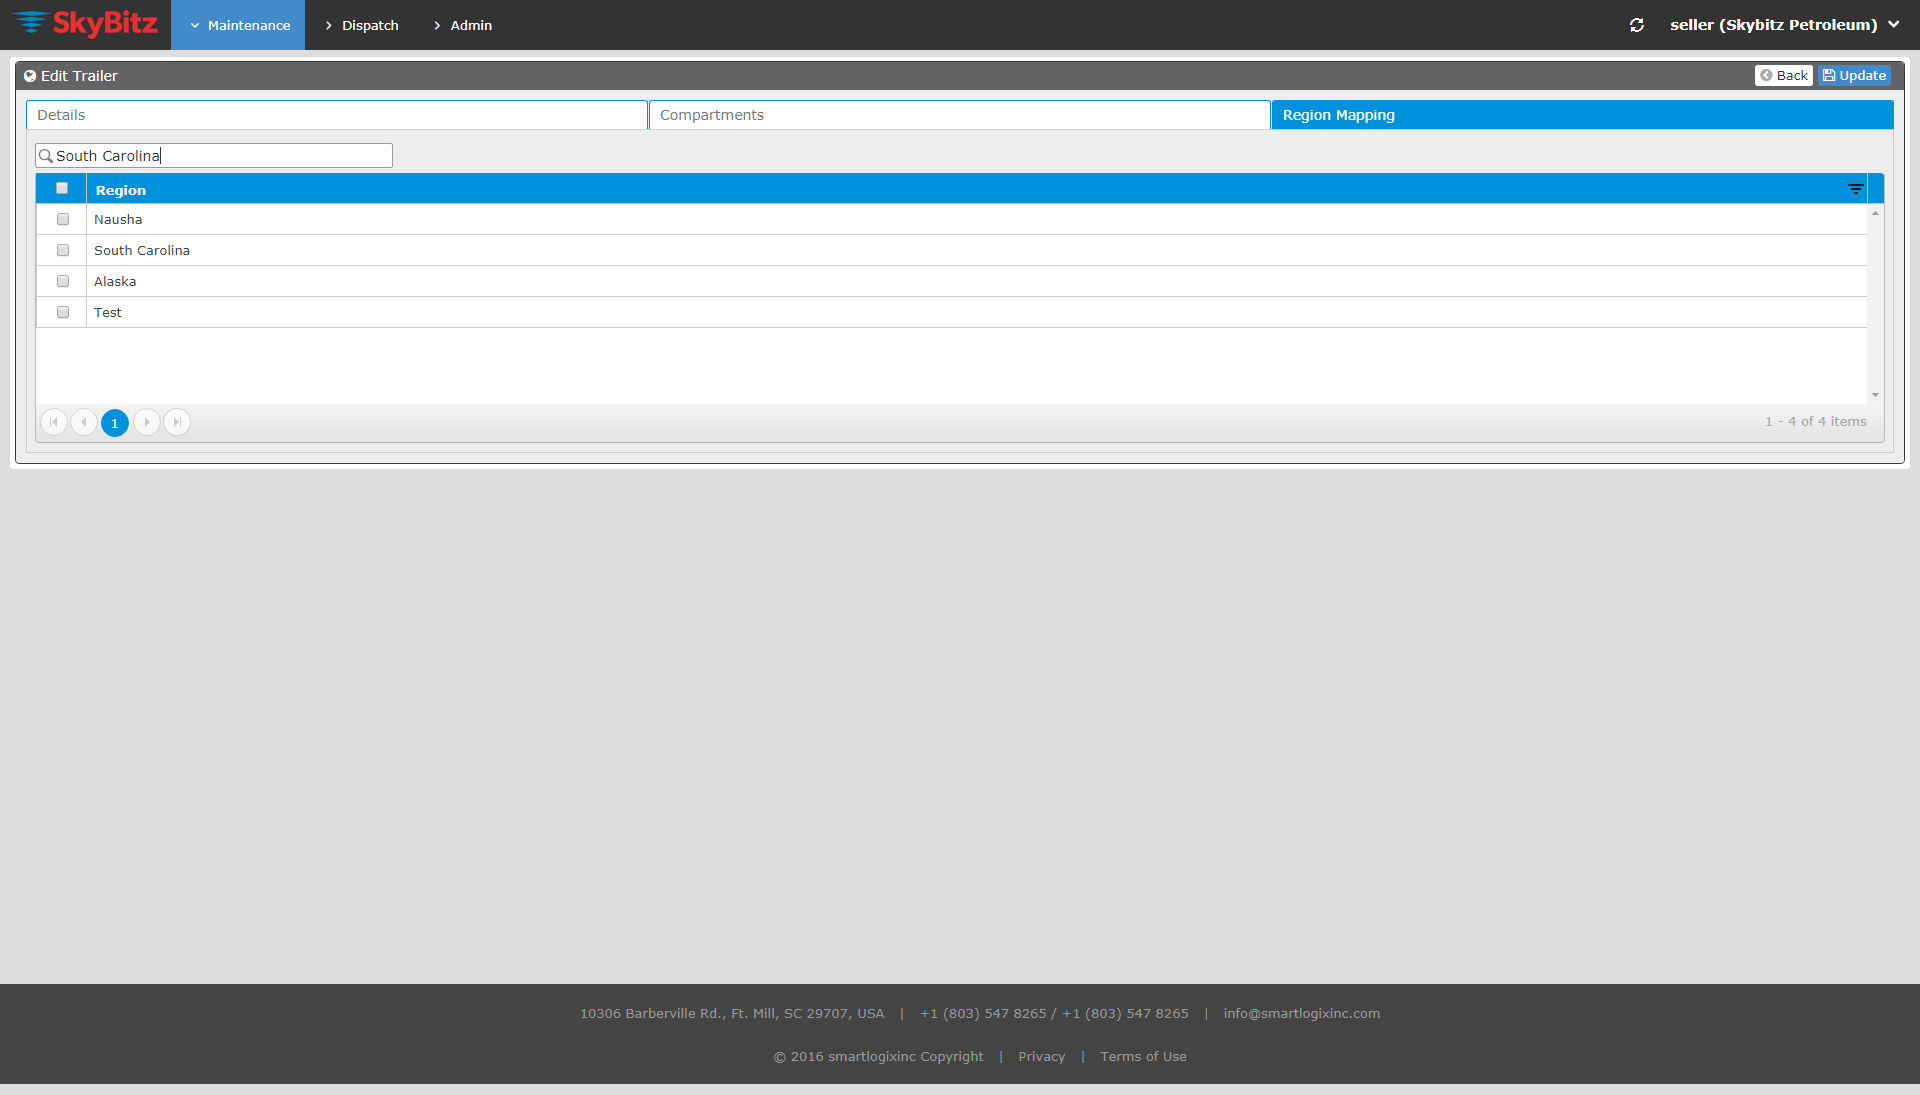 SkyBitz Maintenance Dispatch Admin seller (Skybitz Petroleum)
Edit Trailer Back Update
Details Compartments Region Mapping
South Carolina
Region
Nausha
South Carolina
Alaska
Test
1 1 - 4 of 4 items
10306 Barberville Rd., Ft. Mill, SC 29707, USA | +1 (803) 547 8265 / +1 (803) 547 8265 | info@smartlogixinc.com
© 2016 smartlogixinc Copyright | Privacy | Terms of Use